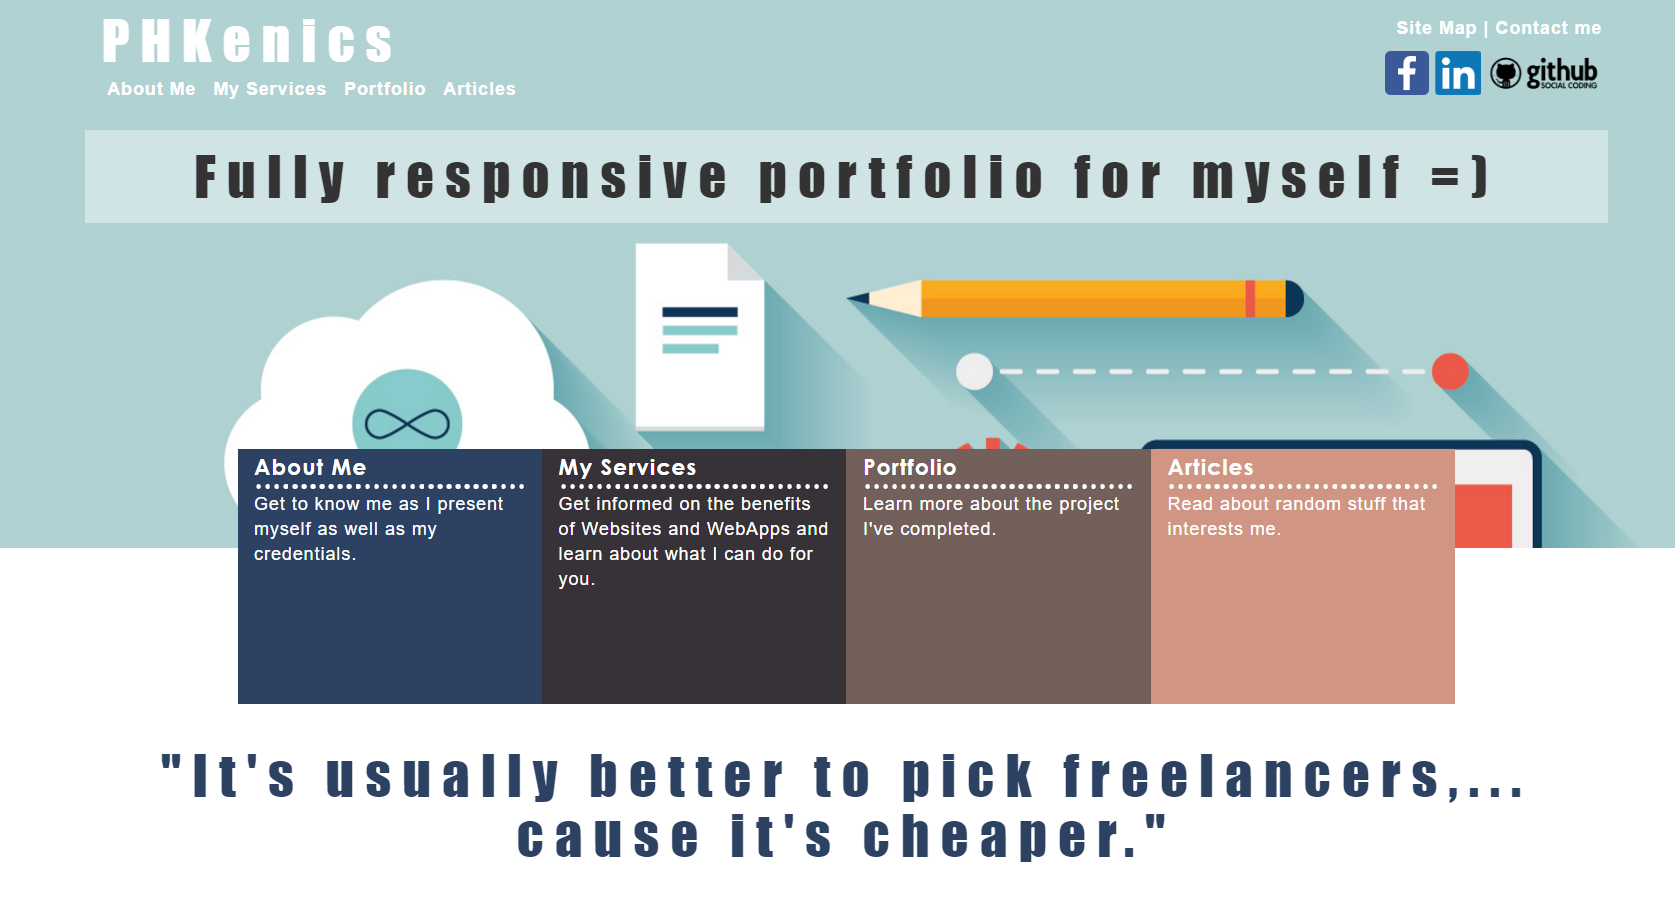 PHKenics
Site Map | Contact me
About Me My Services Portfolio Articles
f in github
SOCIAL CODING
Fully responsive portfolio for myself =)
About Me
Get to know me as I present
myself as well as my
credentials.
My Services
Get informed on the benefits
of Websites and WebApps and
learn about what I can do for
you.
Portfolio
Learn more about the project
I've completed.
Articles
Read about random stuff that
interests me.
"It's usually better to pick freelancers,...
cause it's cheaper."